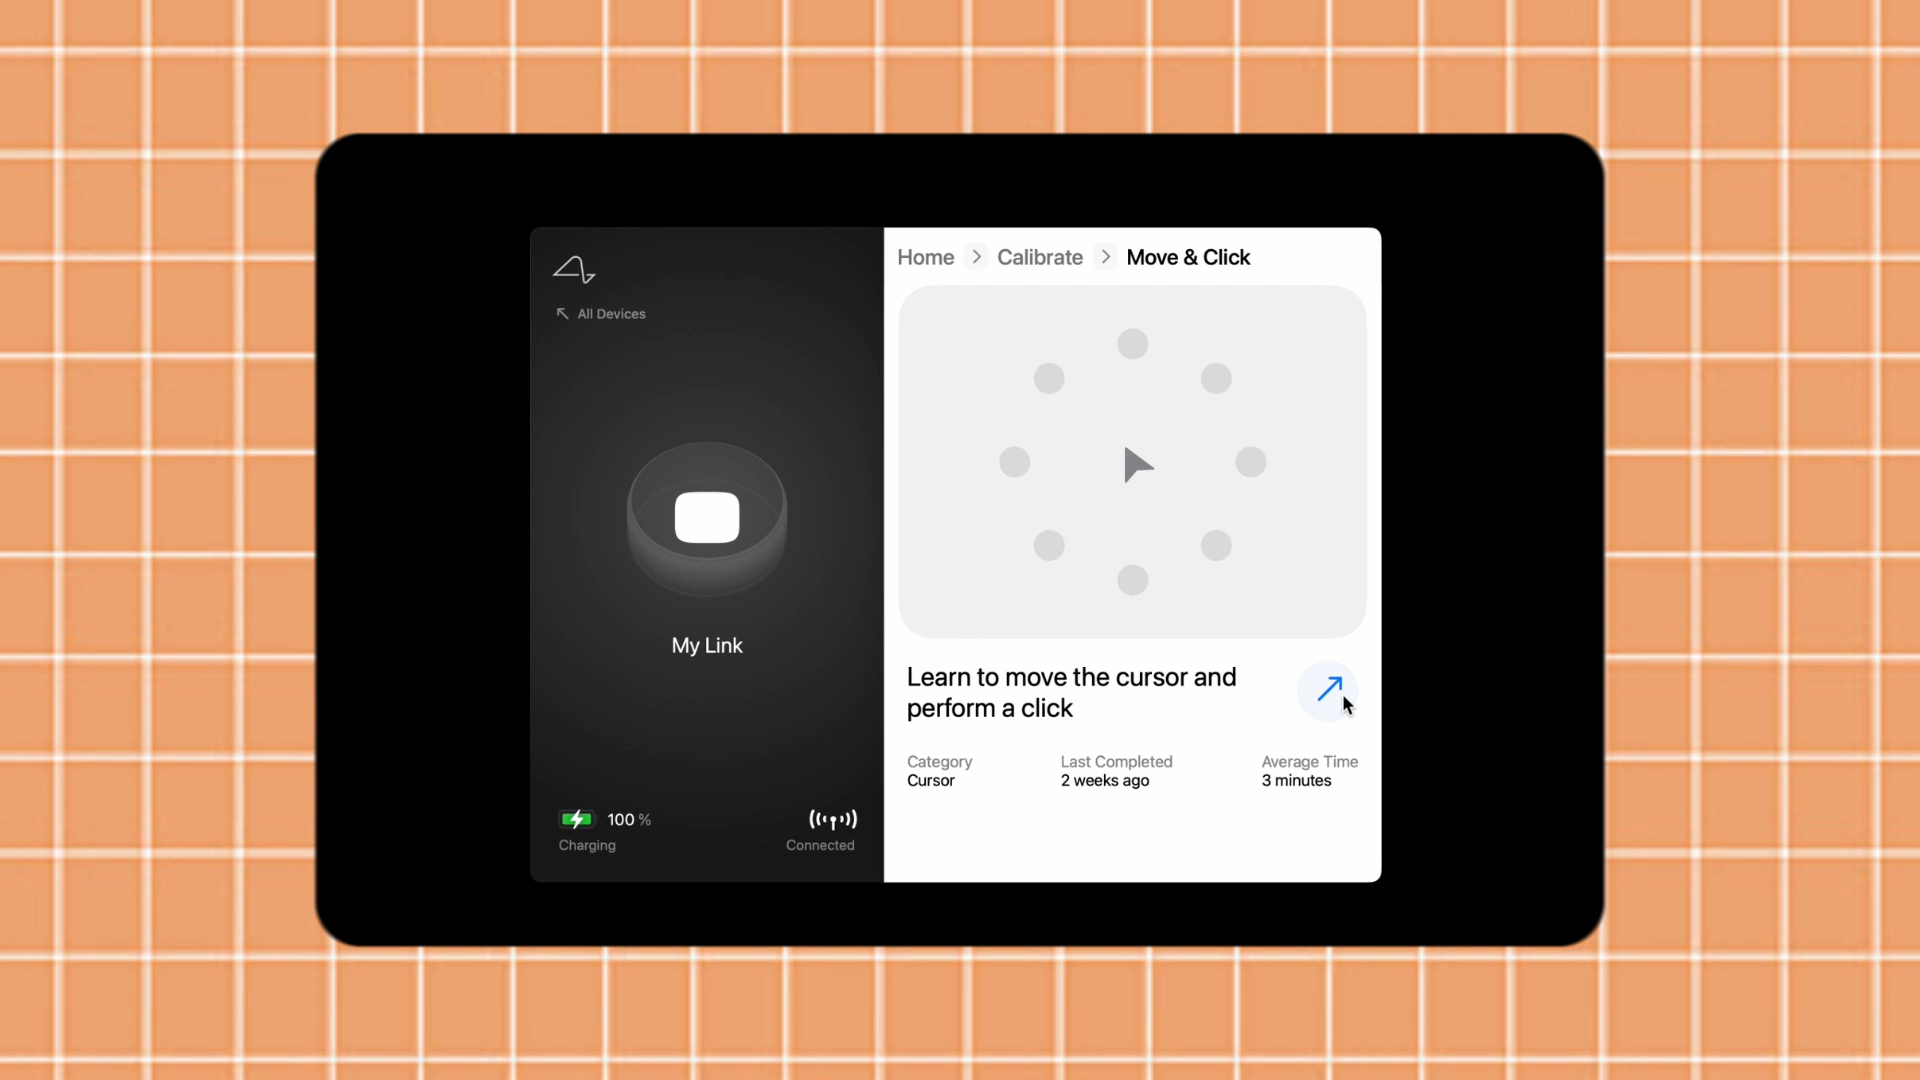 All Devices
My Link
100 %
Charging
Connected
Home > Calibrate > Move & Click
Learn to move the cursor and
perform a click
Category
Cursor
Last Completed
2 weeks ago
Average Time
3 minutes